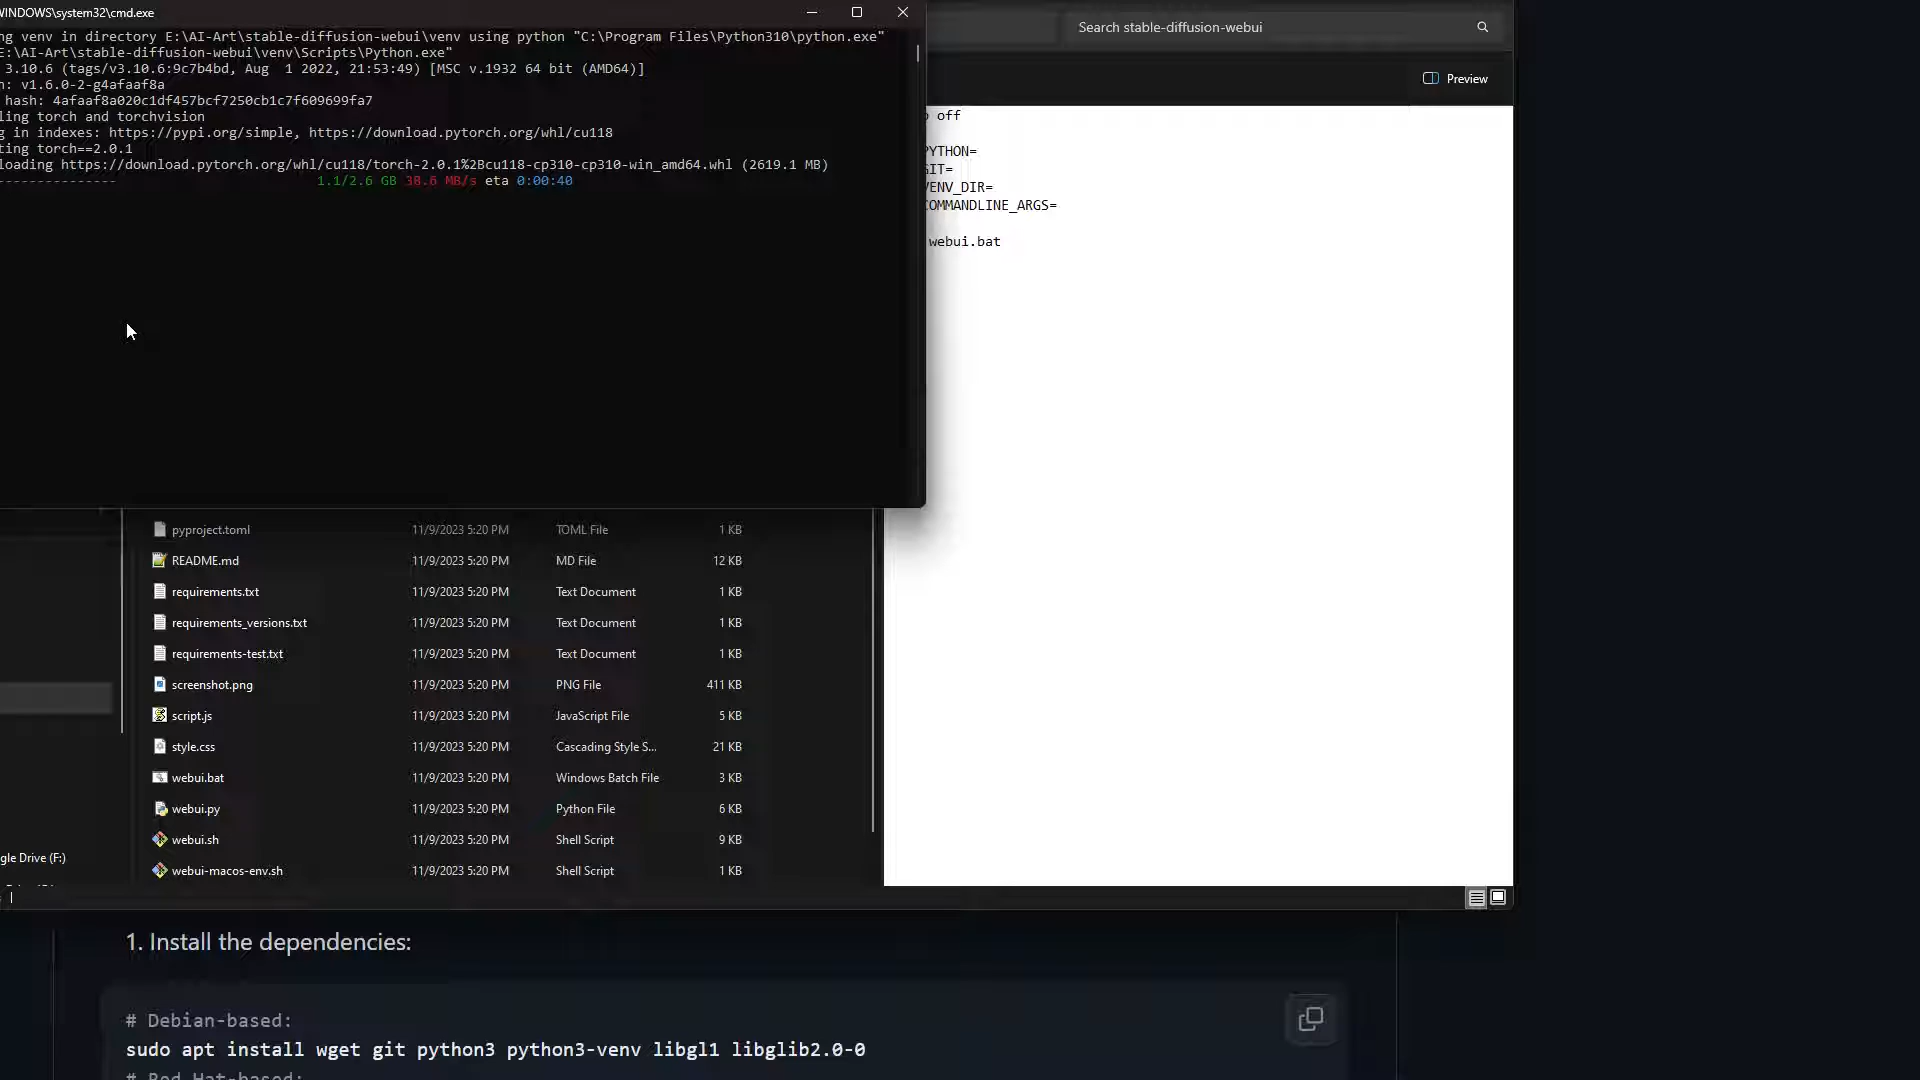 WINDOWS\system32\cmd.exe
ng venv in directory E:\AI-Art\stable-diffusion-webui\venv using python "C:\Program Files\Python310\python.exe"
E:\AI-Art\stable-diffusion-webui\venv\Scripts\Python.exe"
3.10.6 (tags/v3.10.6:9c7b4bd, Aug  1 2022, 21:53:49) [MSC v.1932 64 bit (AMD64)]
n: v1.6.0-2-g4afaaf8a
hash: 4afaaf8a020c1df457bcf7250cb1c7f609699fa7
ling torch and torchvision
g in indexes: https://pypi.org/simple, https://download.pytorch.org/whl/cu118
ting torch==2.0.1
loading https://download.pytorch.org/whl/cu118/torch-2.0.1%2Bcu118-cp310-cp310-win_amd64.whl (2619.1 MB)
--------------- 1.1/2.6 GB 38.6 MB/s eta 0:00:40
Search stable-diffusion-webui
Preview
o off
PYTHON=
GIT=
VENV_DIR=
COMMANDLINE_ARGS=
webui.bat
pyproject.toml 11/9/2023 5:20 PM TOML File 1 KB
README.md 11/9/2023 5:20 PM MD File 12 KB
requirements.txt 11/9/2023 5:20 PM Text Document 1 KB
requirements_versions.txt 11/9/2023 5:20 PM Text Document 1 KB
requirements-test.txt 11/9/2023 5:20 PM Text Document 1 KB
screenshot.png 11/9/2023 5:20 PM PNG File 411 KB
script.js 11/9/2023 5:20 PM JavaScript File 5 KB
style.css 11/9/2023 5:20 PM Cascading Style S... 21 KB
webui.bat 11/9/2023 5:20 PM Windows Batch File 3 KB
webui.py 11/9/2023 5:20 PM Python File 6 KB
webui.sh 11/9/2023 5:20 PM Shell Script 9 KB
gle Drive (F:)
webui-macos-env.sh 11/9/2023 5:20 PM Shell Script 1 KB
1. Install the dependencies:
# Debian-based:
sudo apt install wget git python3 python3-venv libgl1 libglib2.0-0
# Red Hat-based: